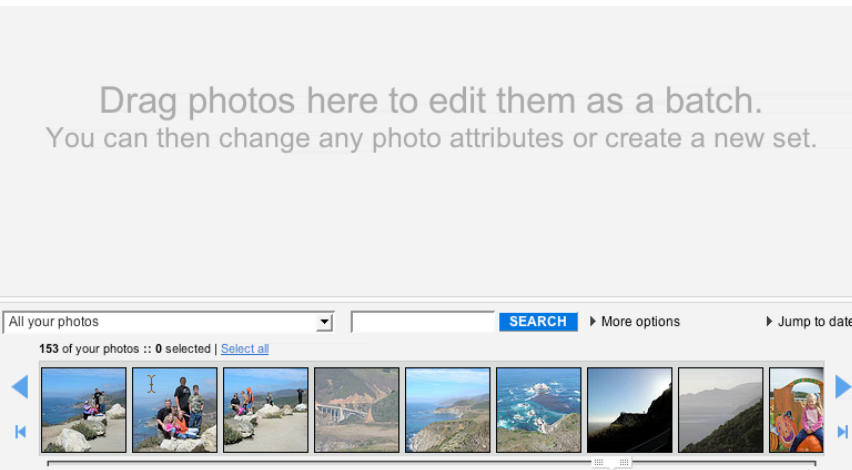 Drag photos here to edit them as a batch.
You can then change any photo attributes or create a new set.
All your photos
SEARCH
More options
Jump to date
153 of your photos :: 0 selected | Select all